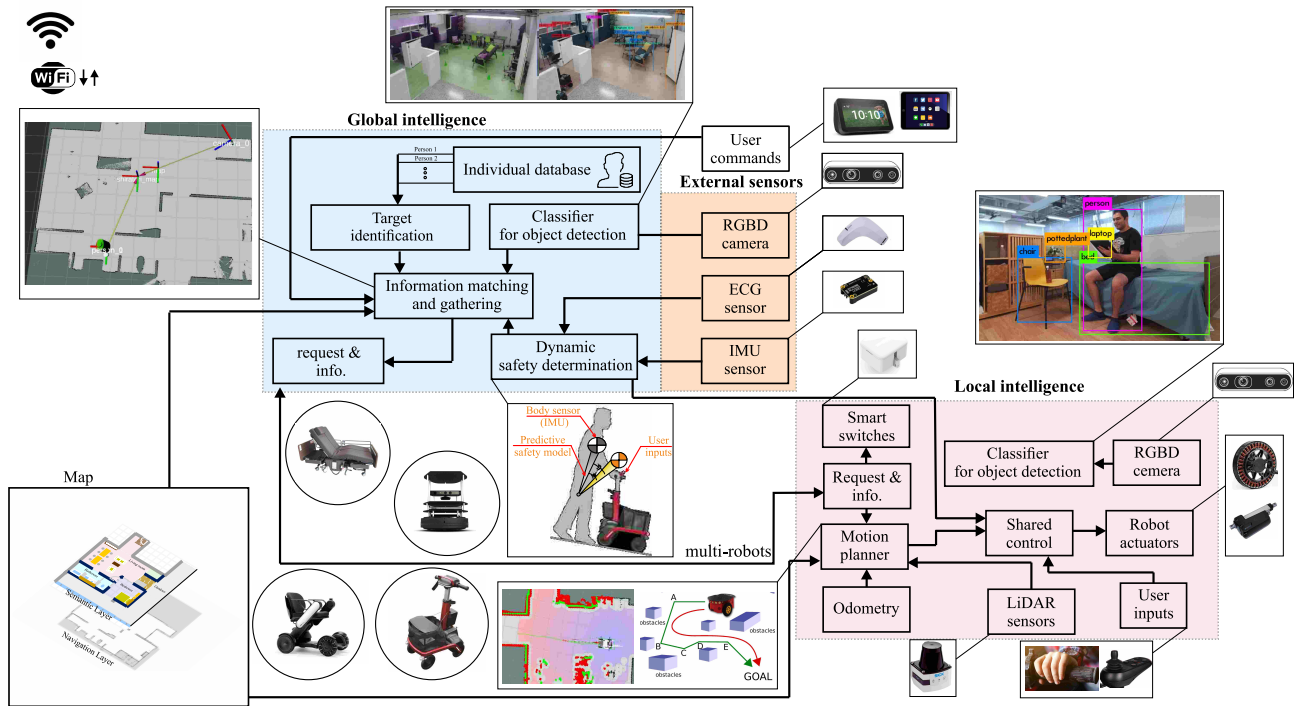 WiFi
camera_0
person_0
Global intelligence
Person 1
Person 2
Individual database
Target
identification
Classifier
for object detection
Information matching
and gathering
request &
info.
Dynamic
safety determination
User
commands
10:10
External sensors
RGBD
camera
ECG
sensor
IMU
sensor
person
laptop
pottedplant
chair
bed
Body sensor
(IMU)
Predictive
safety model
User
inputs
Local intelligence
Smart
switches
Request &
info.
Motion
planner
Odometry
Classifier
for object detection
RGBD
cemera
Shared
control
Robot
actuators
LiDAR
sensors
User
inputs
multi-robots
Map
Semantic Layer
Navigation Layer
A
obstacles
obstacles
B
C
D
E
obstacles
GOAL